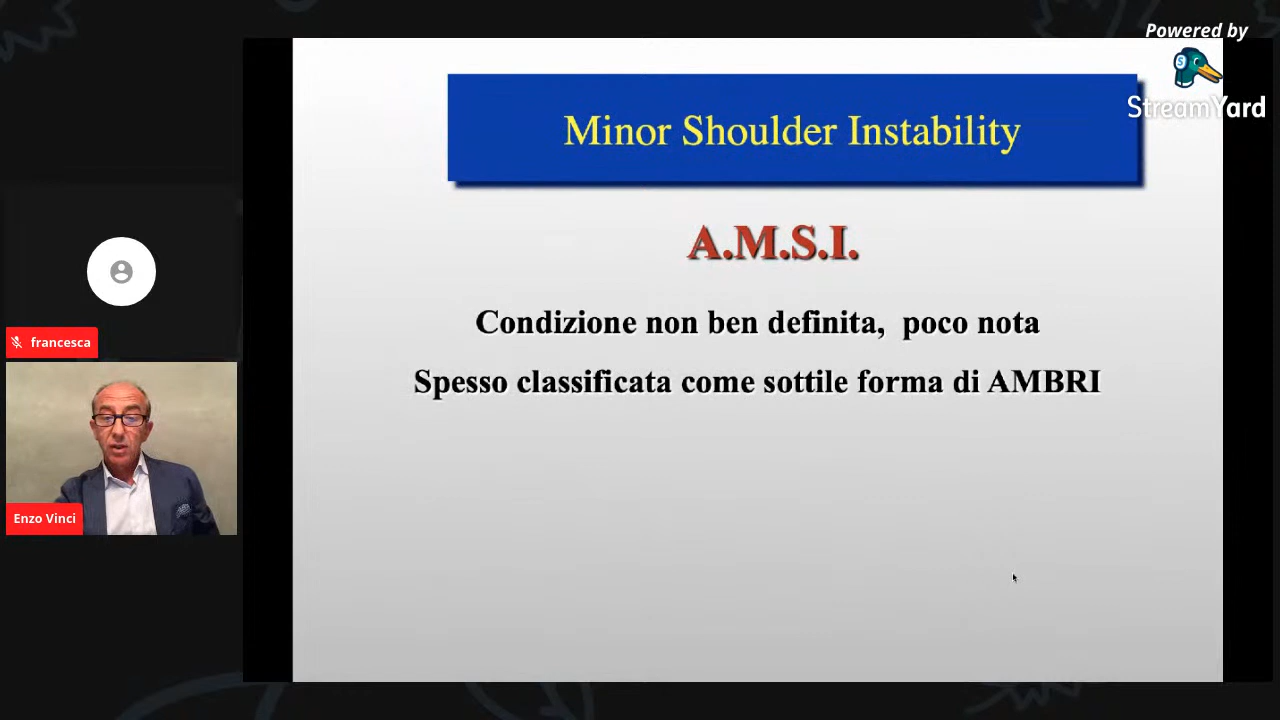 Powered by
StreamYard
Minor Shoulder Instability
A.M.S.I.
Condizione non ben definita, poco nota
Spesso classificata come sottile forma di AMBRI
francesca
Enzo Vinci